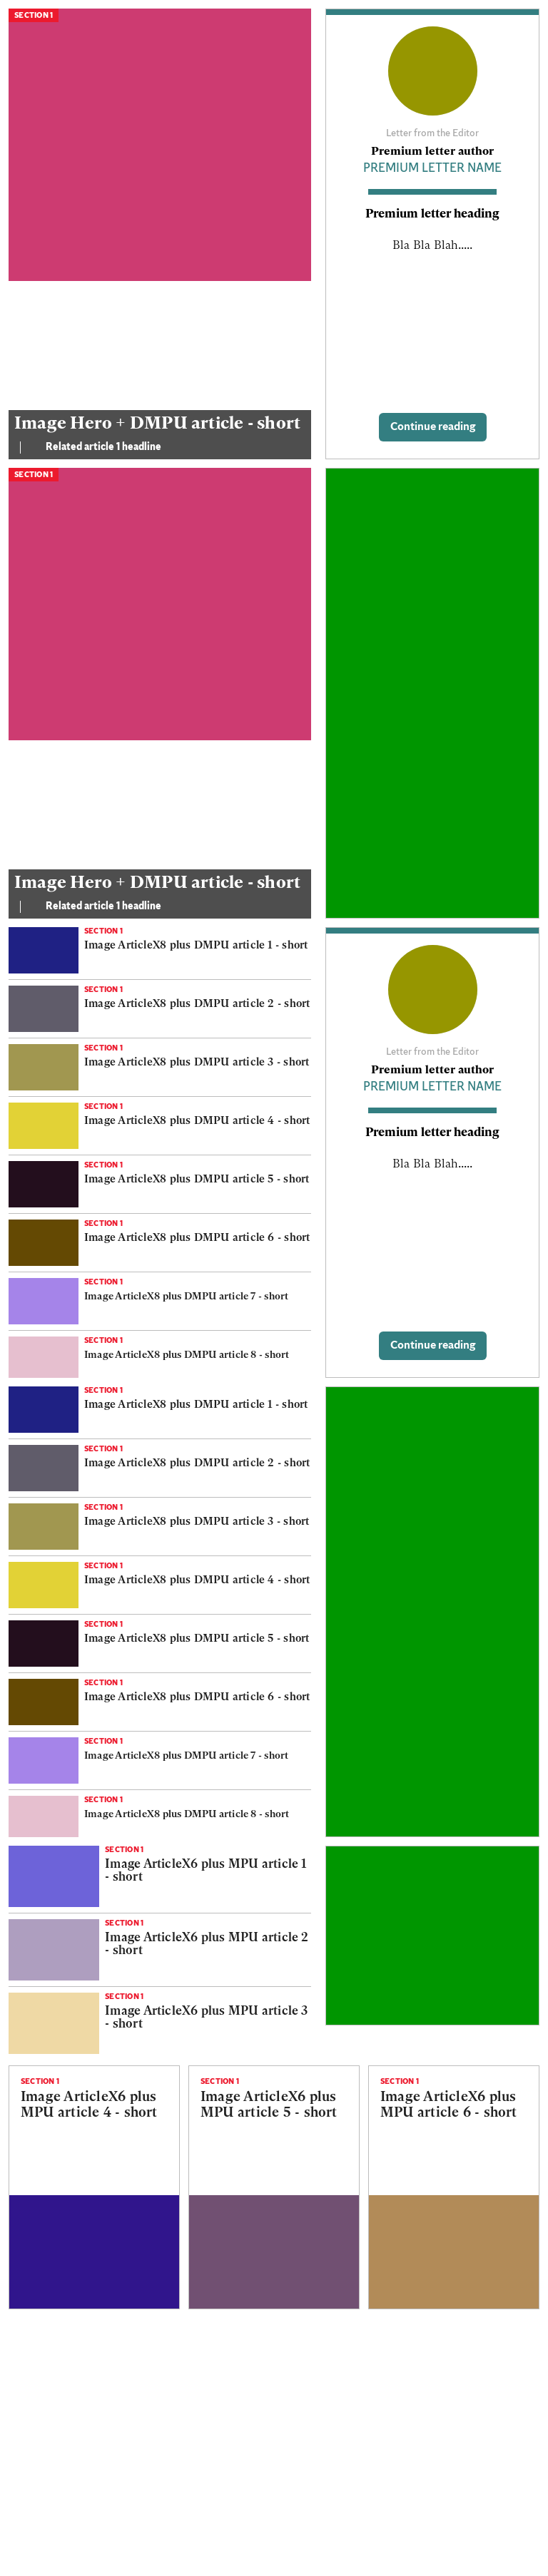 SECTION 1
Image Hero + DMPU article - short
Related article 1 headline
Letter from the Editor
Premium letter author
PREMIUM LETTER NAME
Premium letter heading
Bla Bla Blah.....
Continue reading
SECTION 1
Image Hero + DMPU article - short
Related article 1 headline
SECTION 1
Image ArticleX8 plus DMPU article 1 - short
SECTION 1
Image ArticleX8 plus DMPU article 2 - short
SECTION 1
Image ArticleX8 plus DMPU article 3 - short
SECTION 1
Image ArticleX8 plus DMPU article 4 - short
SECTION 1
Image ArticleX8 plus DMPU article 5 - short
SECTION 1
Image ArticleX8 plus DMPU article 6 - short
SECTION 1
Image ArticleX8 plus DMPU article 7 - short
SECTION 1
Image ArticleX8 plus DMPU article 8 - short
Letter from the Editor
Premium letter author
PREMIUM LETTER NAME
Premium letter heading
Bla Bla Blah.....
Continue reading
SECTION 1
Image ArticleX8 plus DMPU article 1 - short
SECTION 1
Image ArticleX8 plus DMPU article 2 - short
SECTION 1
Image ArticleX8 plus DMPU article 3 - short
SECTION 1
Image ArticleX8 plus DMPU article 4 - short
SECTION 1
Image ArticleX8 plus DMPU article 5 - short
SECTION 1
Image ArticleX8 plus DMPU article 6 - short
SECTION 1
Image ArticleX8 plus DMPU article 7 - short
SECTION 1
Image ArticleX8 plus DMPU article 8 - short
SECTION 1
Image ArticleX6 plus MPU article 1
- short
SECTION 1
Image ArticleX6 plus MPU article 2
- short
SECTION 1
Image ArticleX6 plus MPU article 3
- short
SECTION 1
Image ArticleX6 plus
MPU article 4 - short
SECTION 1
Image ArticleX6 plus
MPU article 5 - short
SECTION 1
Image ArticleX6 plus
MPU article 6 - short